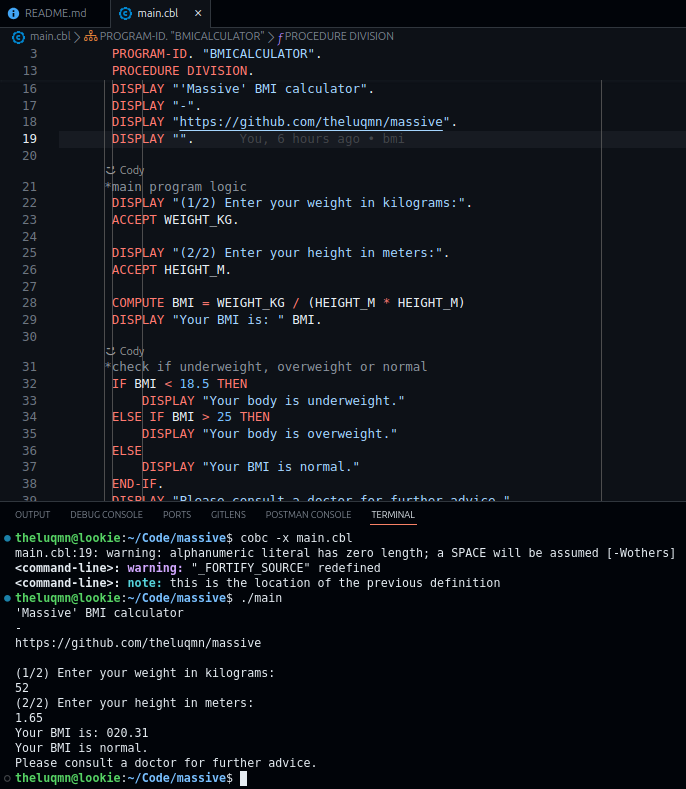 README.md main.cbl ×
main.cbl > PROGRAM-ID. "BMICALCULATOR" > PROCEDURE DIVISION
3 PROGRAM-ID. "BMICALCULATOR".
13 PROCEDURE DIVISION.
16 DISPLAY "'Massive' BMI calculator".
17 DISPLAY "-".
18 DISPLAY "https://github.com/theluqmn/massive".
19 DISPLAY "". You, 6 hours ago • bmi
20
Cody
21 *main program logic
22 DISPLAY "(1/2) Enter your weight in kilograms:".
23 ACCEPT WEIGHT_KG.
24
25 DISPLAY "(2/2) Enter your height in meters:".
26 ACCEPT HEIGHT_M.
27
28 COMPUTE BMI = WEIGHT_KG / (HEIGHT_M * HEIGHT_M)
29 DISPLAY "Your BMI is: " BMI.
30
Cody
31 *check if underweight, overweight or normal
32 IF BMI < 18.5 THEN
33 DISPLAY "Your body is underweight."
34 ELSE IF BMI > 25 THEN
35 DISPLAY "Your body is overweight."
36 ELSE
37 DISPLAY "Your BMI is normal."
38 END-IF.
39 DISPLAY "Please consult a doctor for further advice."
OUTPUT DEBUG CONSOLE PORTS GITLENS POSTMAN CONSOLE TERMINAL
theluqmn@lookie:~/Code/massive$ cobc -x main.cbl
main.cbl:19: warning: alphanumeric literal has zero length; a SPACE will be assumed [-Wothers]
<command-line>: warning: "_FORTIFY_SOURCE" redefined
<command-line>: note: this is the location of the previous definition
theluqmn@lookie:~/Code/massive$ ./main
'Massive' BMI calculator
-
https://github.com/theluqmn/massive
(1/2) Enter your weight in kilograms:
52
(2/2) Enter your height in meters:
1.65
Your BMI is: 020.31
Your BMI is normal.
Please consult a doctor for further advice.
theluqmn@lookie:~/Code/massive$